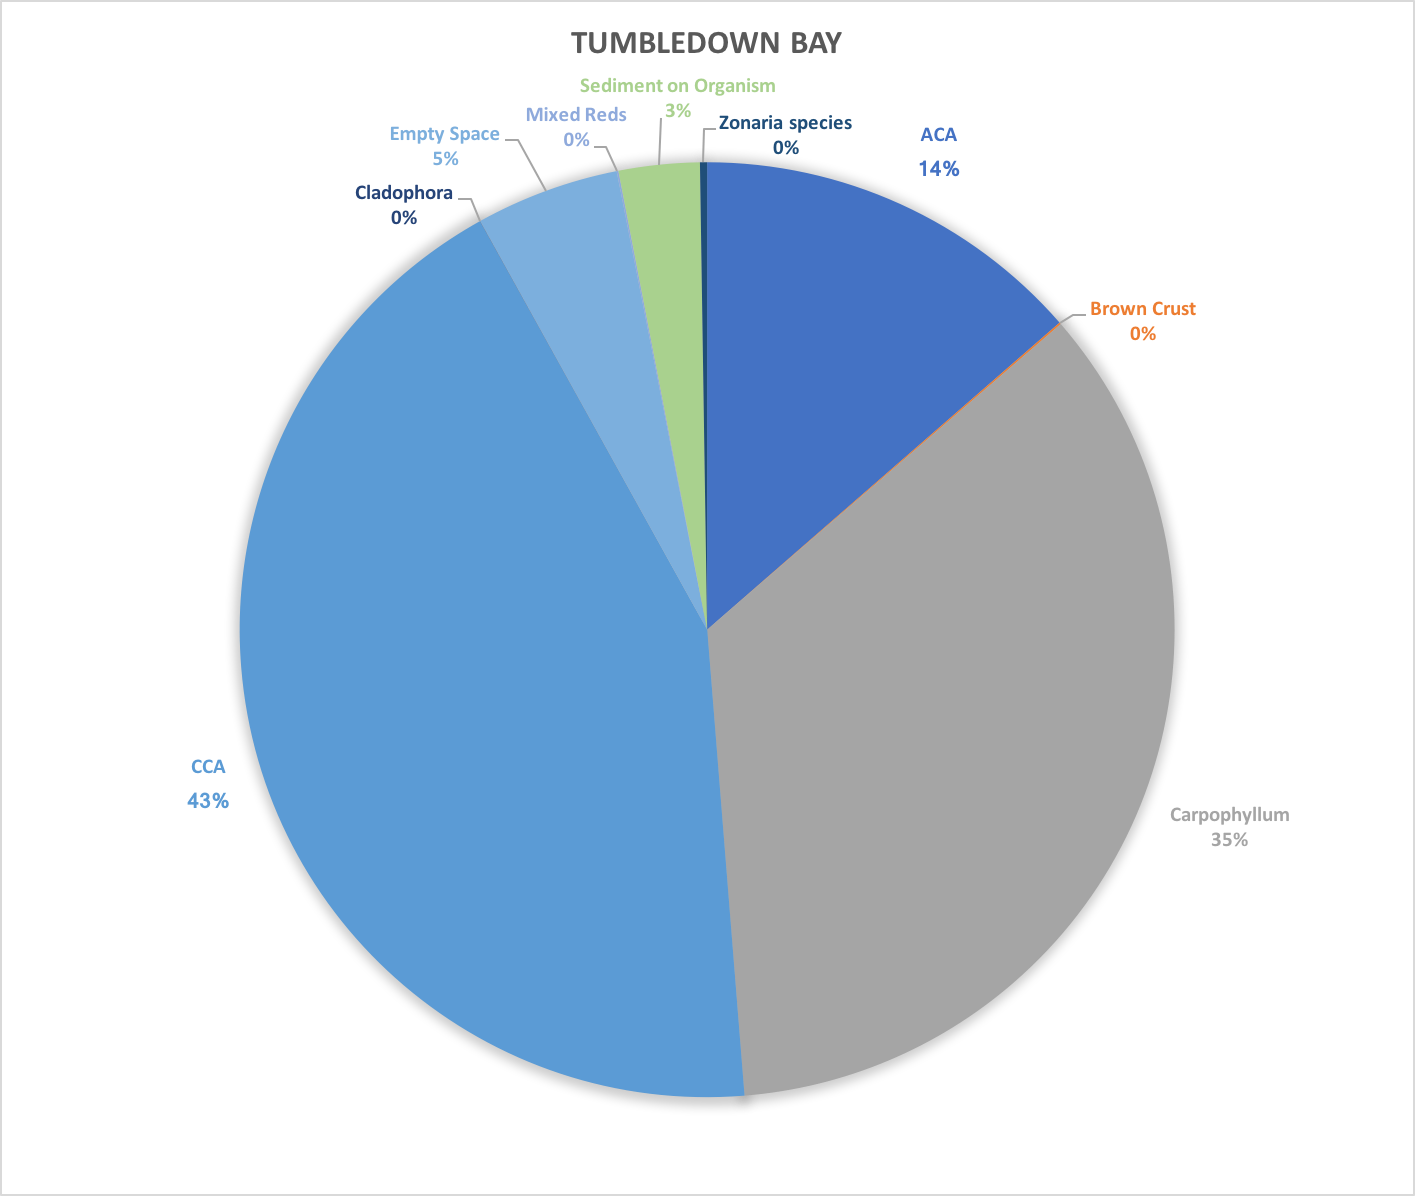 TUMBLEDOWN BAY
Sediment on Organism
3%
Mixed Reds
0%
Zonaria species
0%
Empty Space
5%
ACA
14%
Cladophora
0%
Brown Crust
0%
CCA
43%
Carpophyllum
35%